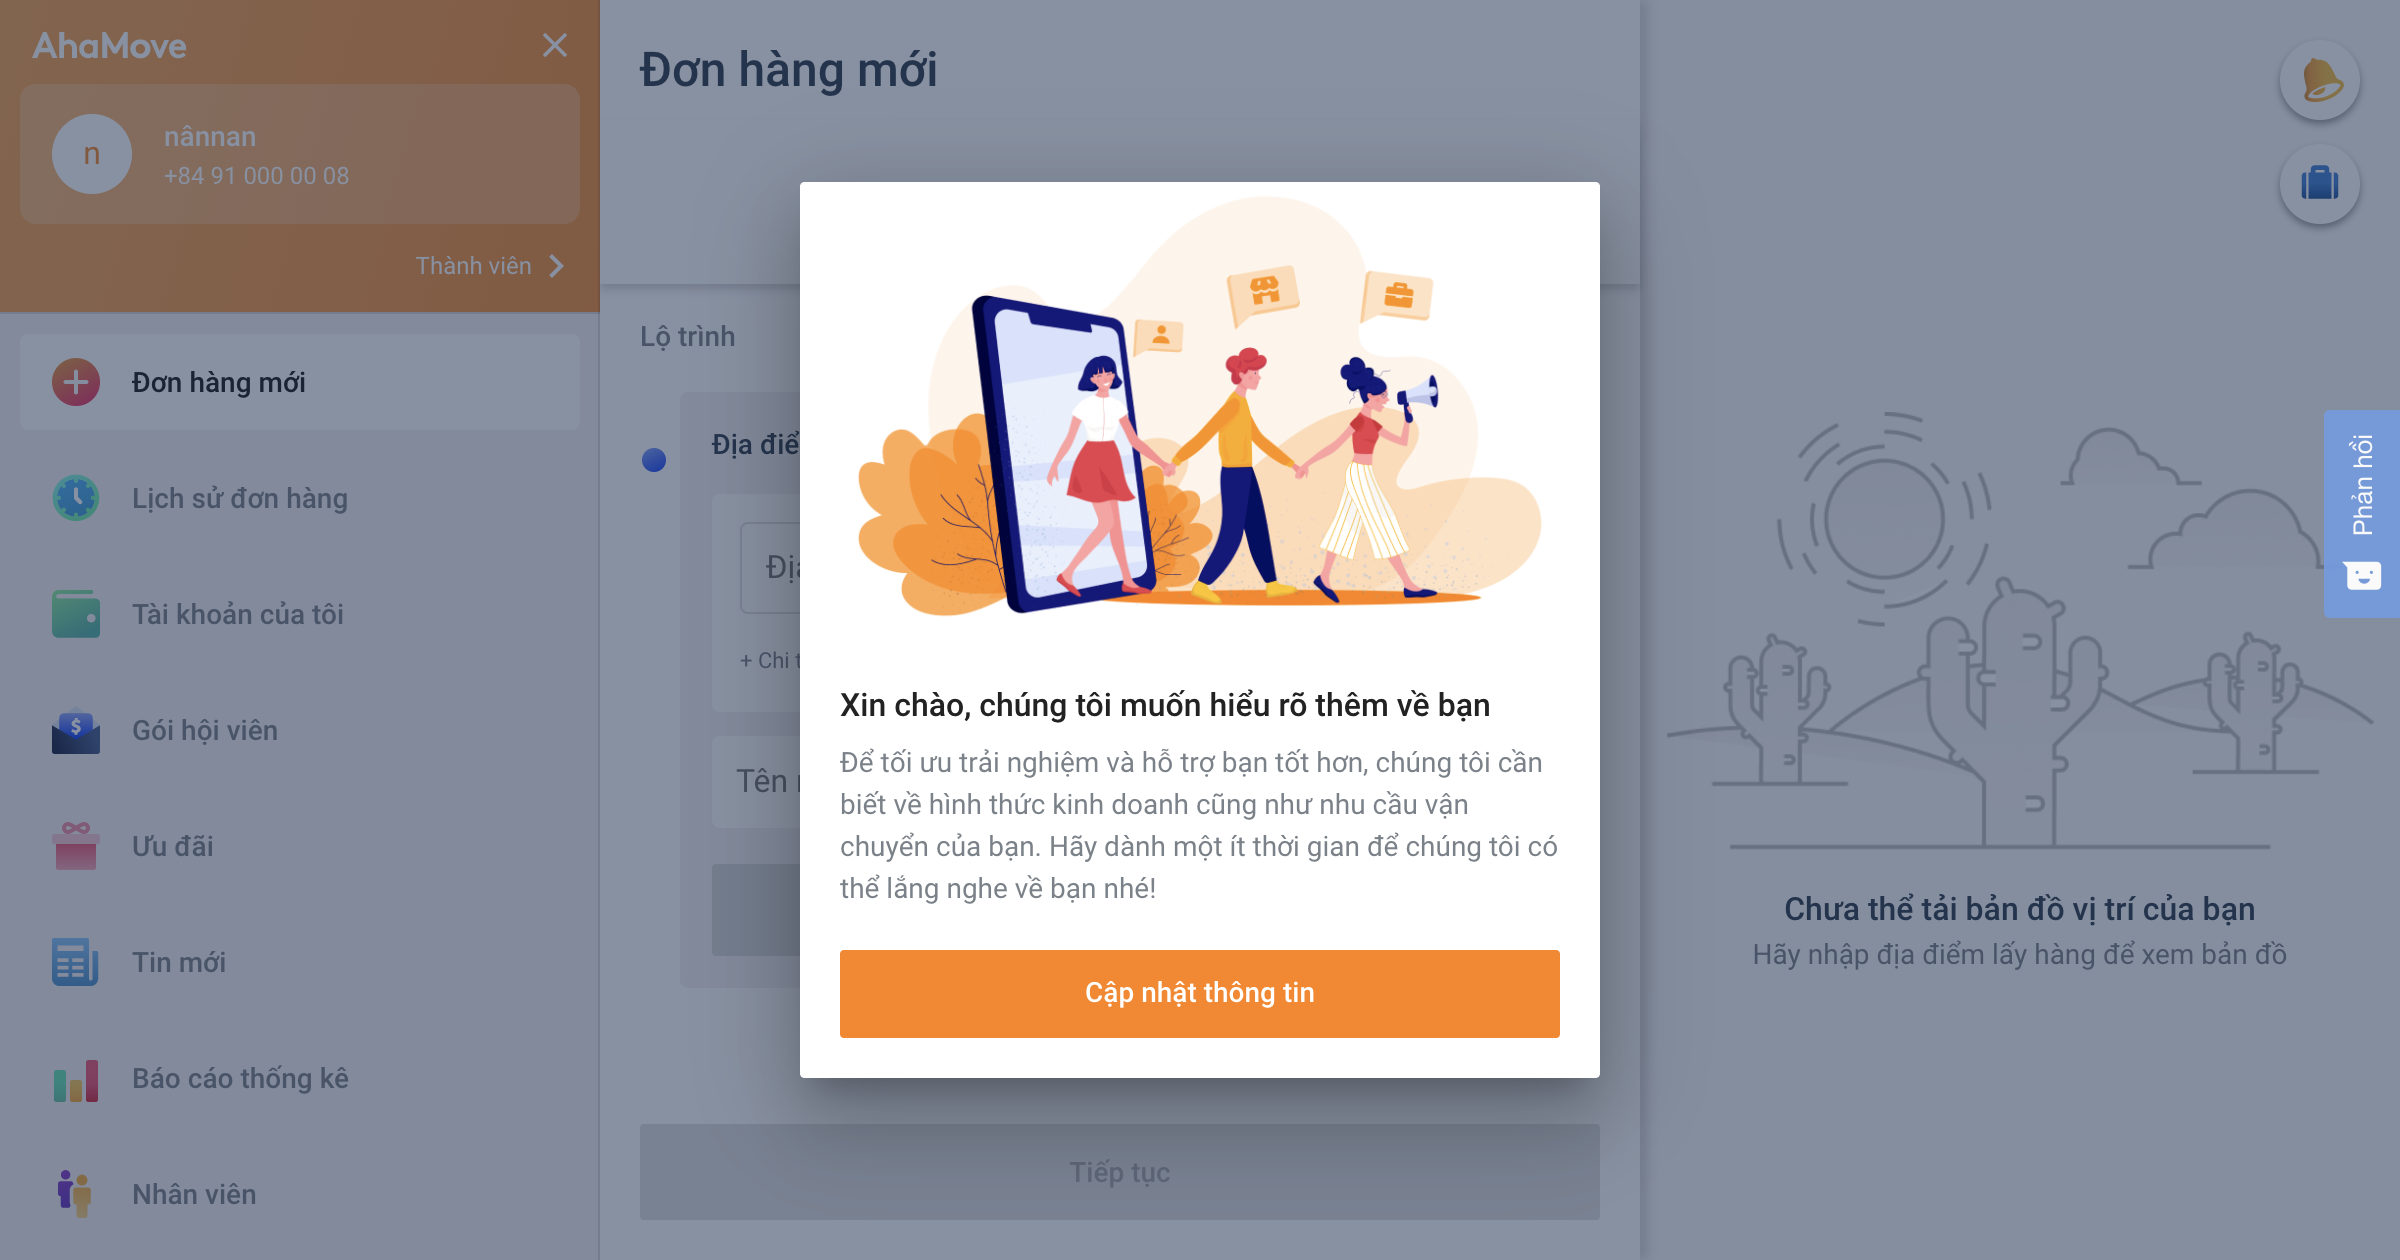 AhaMove
n
nânnan
+84 91 000 00 08
Thành viên
Đơn hàng mới
Lịch sử đơn hàng
Tài khoản của tôi
Gói hội viên
Ưu đãi
Tin mới
Báo cáo thống kê
Nhân viên
Đơn hàng mới
Lộ trình
Địa
+ Chi
Tên
Xin chào, chúng tôi muốn hiểu rõ thêm về bạn
Để tối ưu trải nghiệm và hỗ trợ bạn tốt hơn, chúng tôi cần
biết về hình thức kinh doanh cũng như nhu cầu vận
chuyển của bạn. Hãy dành một ít thời gian để chúng tôi có
thể lắng nghe về bạn nhé!
Cập nhật thông tin
Tiếp tục
Phản hồi
Chưa thể tải bản đồ vị trí của bạn
Hãy nhập địa điểm lấy hàng để xem bản đồ